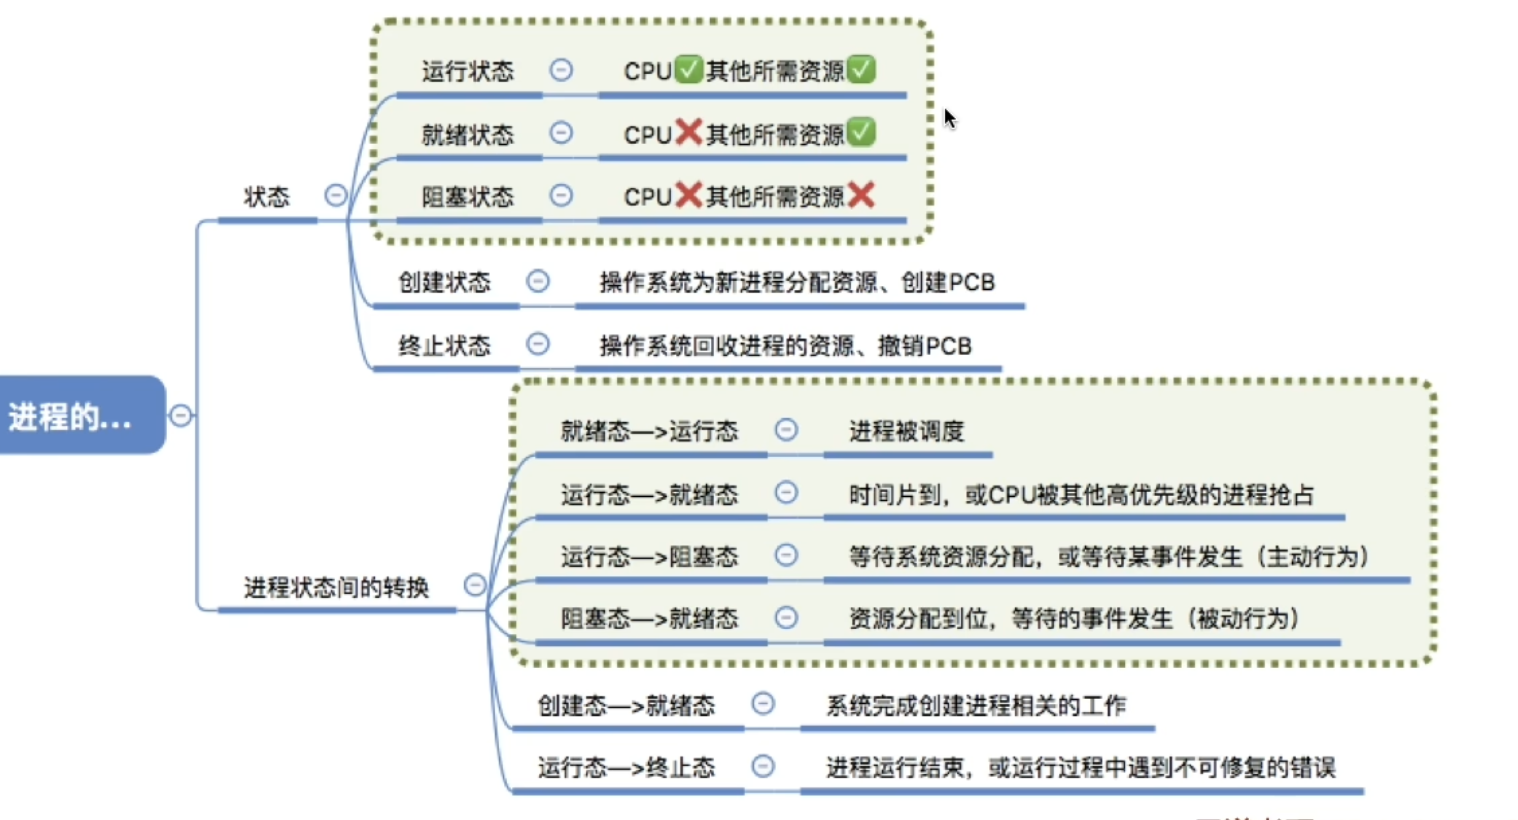 运行状态 CPU✅其他所需资源✅
就绪状态 CPU❌其他所需资源✅
状态
阻塞状态 CPU❌其他所需资源❌
创建状态 操作系统为新进程分配资源、创建PCB
终止状态 操作系统回收进程的资源、撤销PCB
进程的...
就绪态—>运行态 进程被调度
运行态—>就绪态 时间片到，或CPU被其他高优先级的进程抢占
运行态—>阻塞态 等待系统资源分配，或等待某事件发生（主动行为）
进程状态间的转换
阻塞态—>就绪态 资源分配到位，等待的事件发生（被动行为）
创建态—>就绪态 系统完成创建进程相关的工作
运行态—>终止态 进程运行结束，或运行过程中遇到不可修复的错误